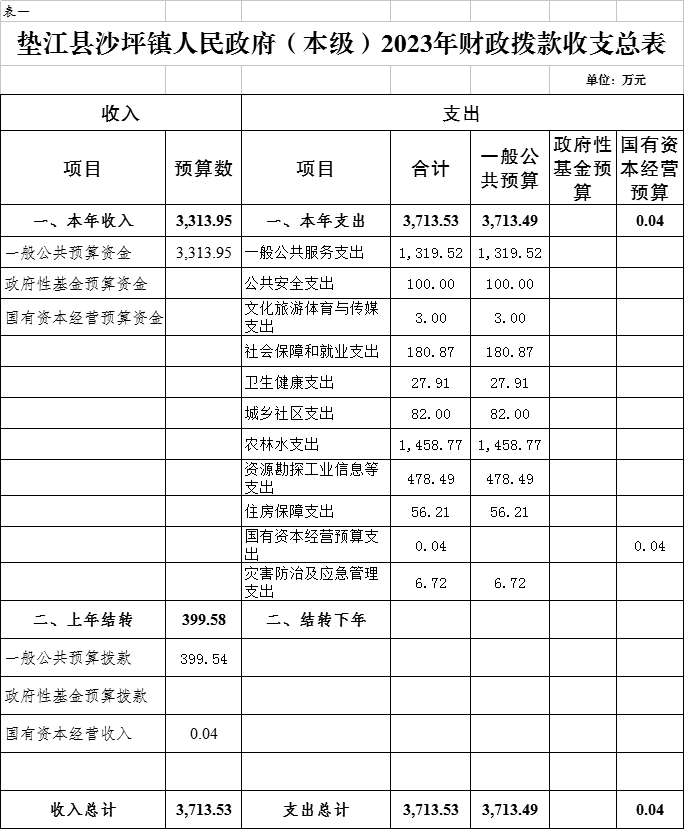 表一
垫江县沙坪镇人民政府（本级）2023年财政拨款收支总表
单位：万元
收入 支出
项目 预算数 项目 合计 一般公共预算 政府性基金预算 国有资本经营预算
一、本年收入 3,313.95 一、本年支出 3,713.53 3,713.49 0.04
一般公共预算资金 3,313.95 一般公共服务支出 1,319.52 1,319.52
政府性基金预算资金 公共安全支出 100.00 100.00
国有资本经营预算资金 文化旅游体育与传媒支出 3.00 3.00
社会保障和就业支出 180.87 180.87
卫生健康支出 27.91 27.91
城乡社区支出 82.00 82.00
农林水支出 1,458.77 1,458.77
资源勘探工业信息等支出 478.49 478.49
住房保障支出 56.21 56.21
国有资本经营预算支出 0.04 0.04
灾害防治及应急管理支出 6.72 6.72
二、上年结转 399.58 二、结转下年
一般公共预算拨款 399.54
政府性基金预算拨款
国有资本经营收入 0.04
收入总计 3,713.53 支出总计 3,713.53 3,713.49 0.04